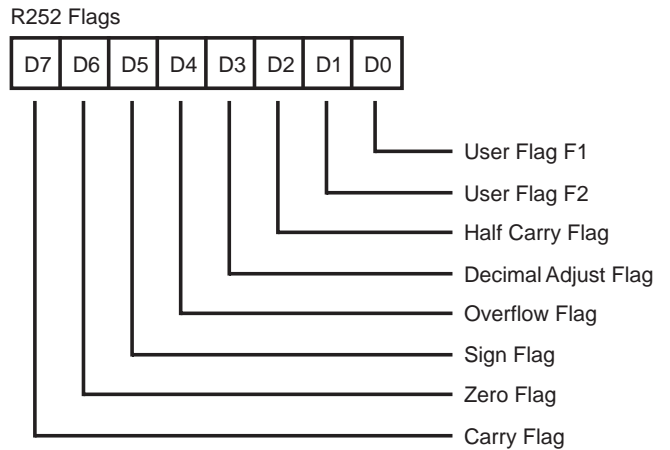 R252 Flags
D7 D6 D5 D4 D3 D2 D1 D0
User Flag F1
User Flag F2
Half Carry Flag
Decimal Adjust Flag
Overflow Flag
Sign Flag
Zero Flag
Carry Flag